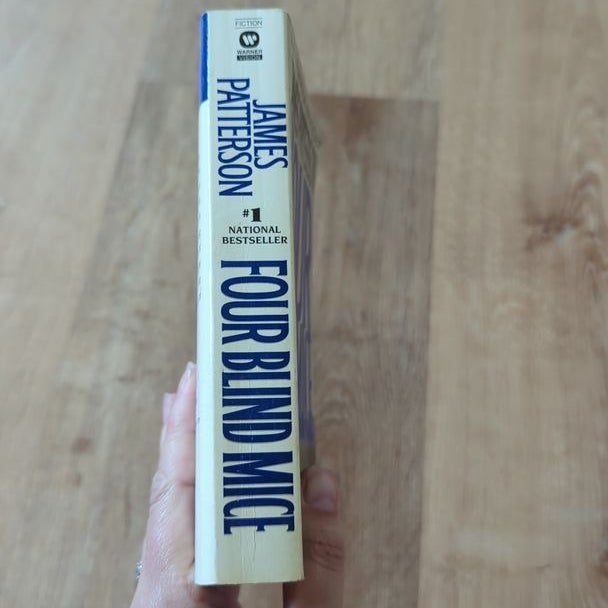 FICTION
WARNER
VISION
JAMES
PATTERSON
#1
NATIONAL
BESTSELLER
FOUR BLIND MICE